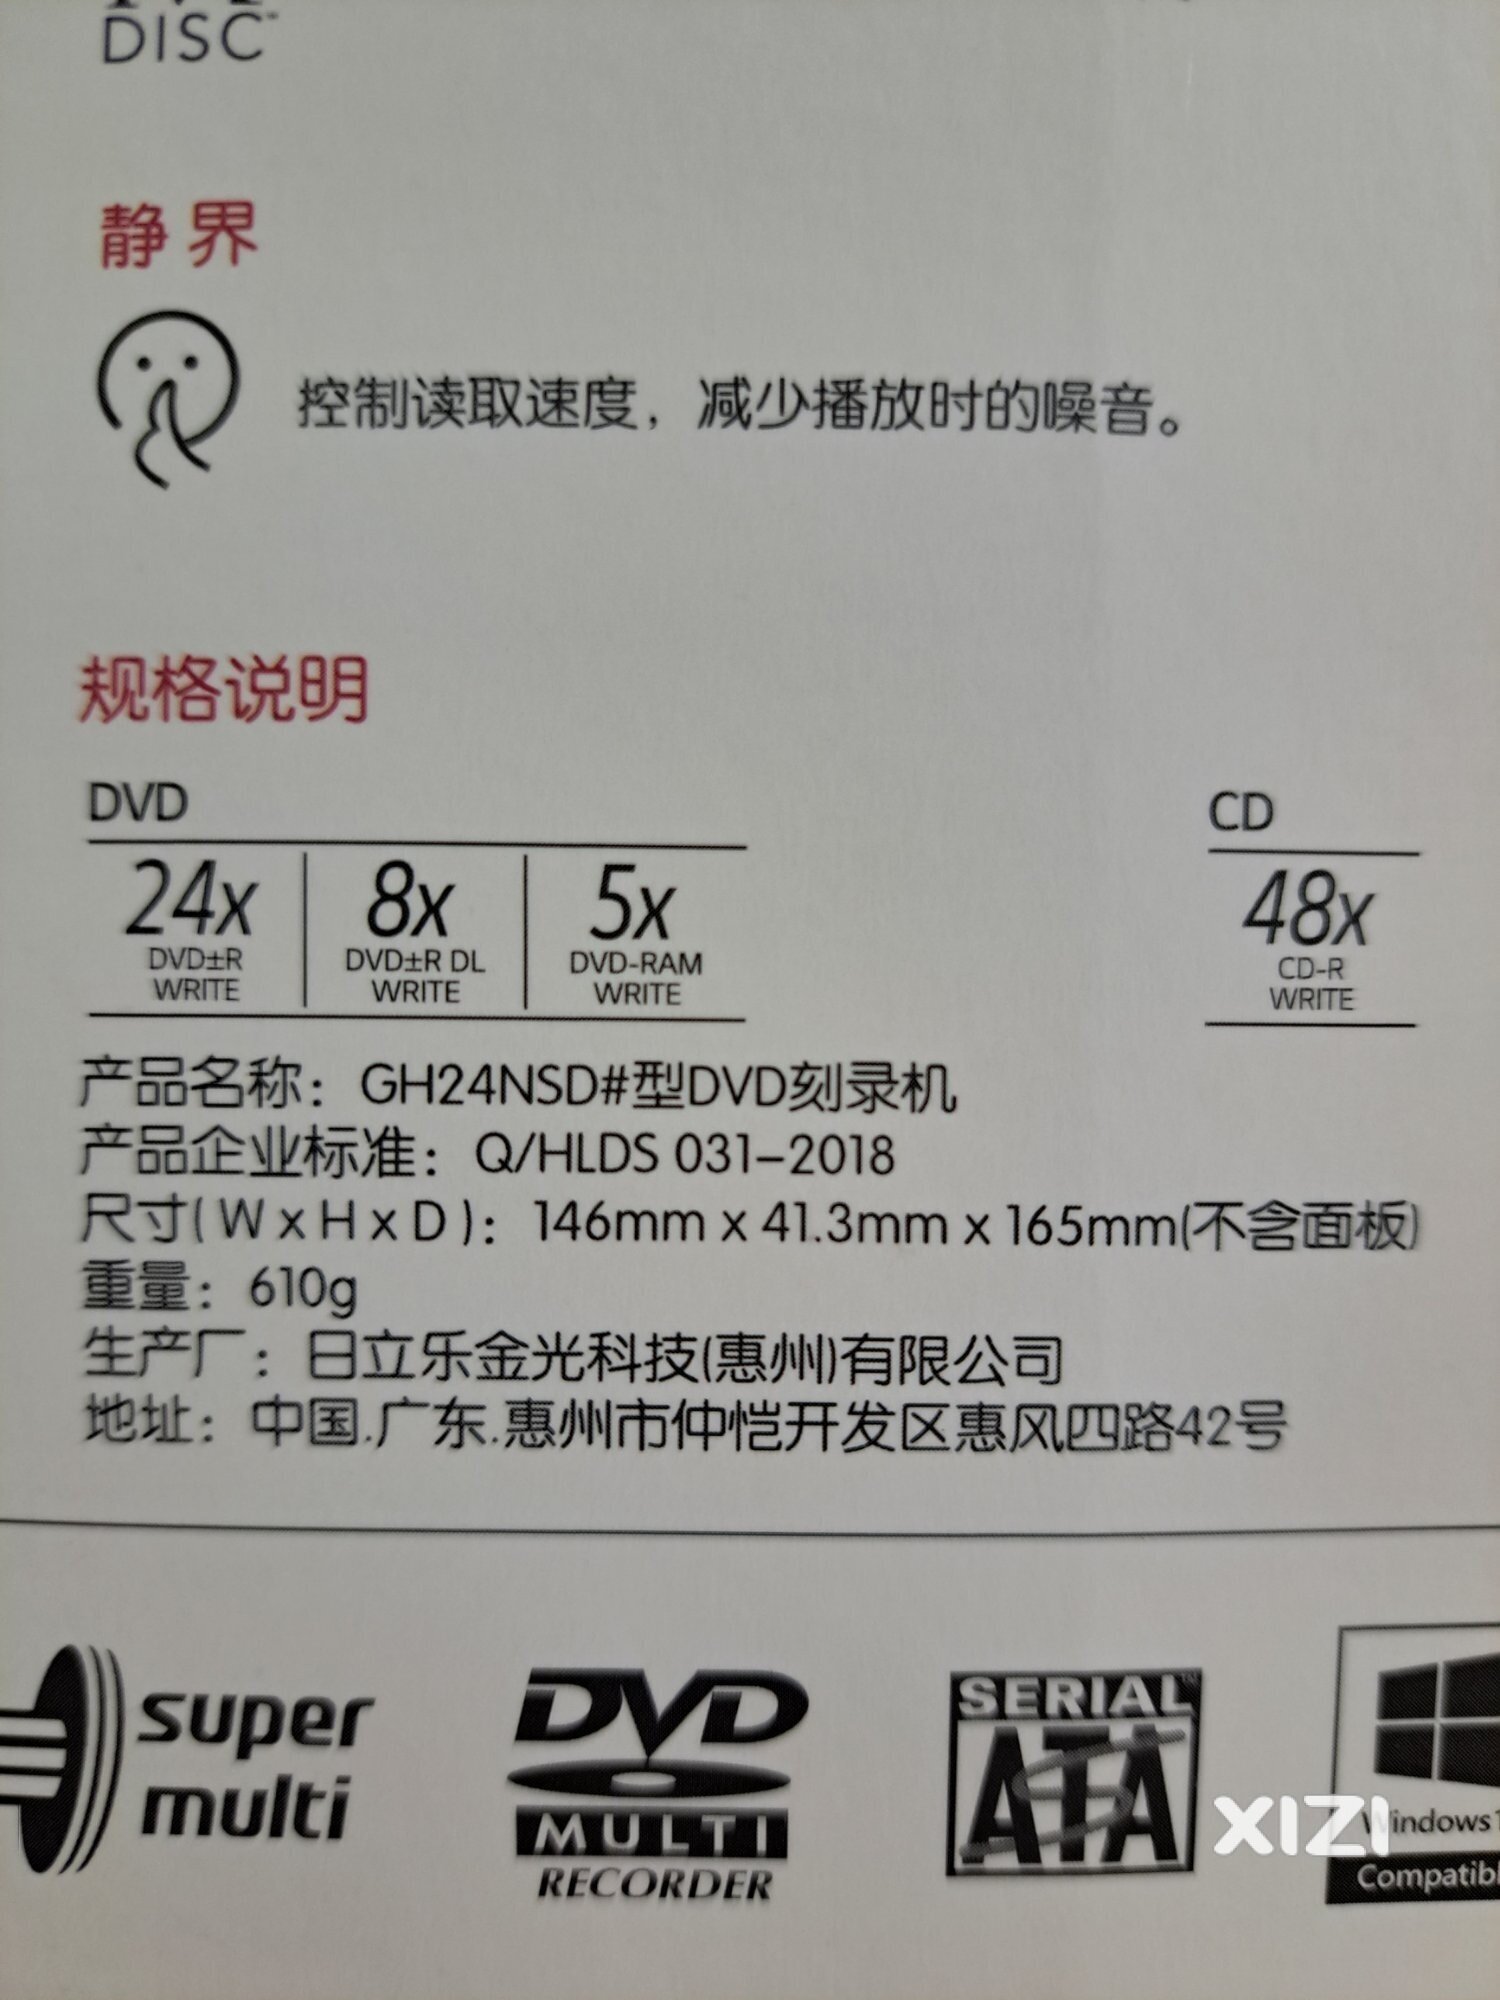 DISC™
静界
控制读取速度，减少播放时的噪音。
规格说明
DVD
24x
DVD±R
WRITE
8x
DVD±R DL
WRITE
5x
DVD-RAM
WRITE
CD
48x
CD-R
WRITE
产品名称：GH24NSD#型DVD刻录机
产品企业标准：Q/HLDS 031-2018
尺寸(W x H x D)：146mm x 41.3mm x 165mm(不含面板)
重量：610g
生产厂：日立乐金光科技(惠州)有限公司
地址：中国.广东.惠州市仲恺开发区惠风四路42号
super
multi
DVD
MULTI
RECORDER
SERIAL™
ATA
XIZI
Windows1
Compatibl